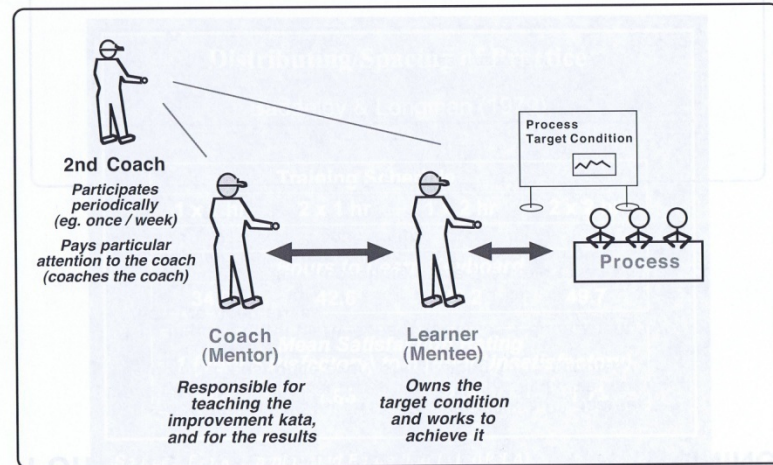 2nd Coach
Participates
periodically
(eg. once / week)
Pays particular
attention to the coach
(coaches the coach)
Coach
(Mentor)
Responsible for
teaching the
improvement kata,
and for the results
Learner
(Mentee)
Owns the
target condition
and works to
achieve it
Process
Target Condition
Process